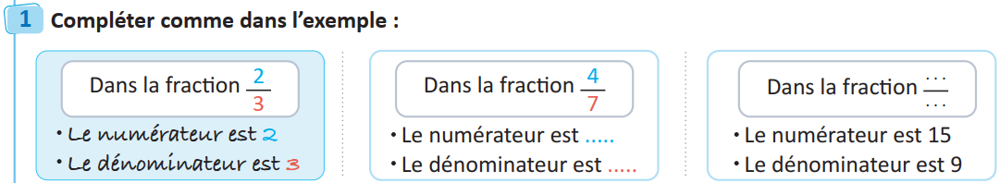 1 Compléter comme dans l'exemple :
Dans la fraction 2/3
• Le numérateur est 2
• Le dénominateur est 3
Dans la fraction 4/7
• Le numérateur est .....
• Le dénominateur est .....
Dans la fraction .../...
• Le numérateur est 15
• Le dénominateur est 9